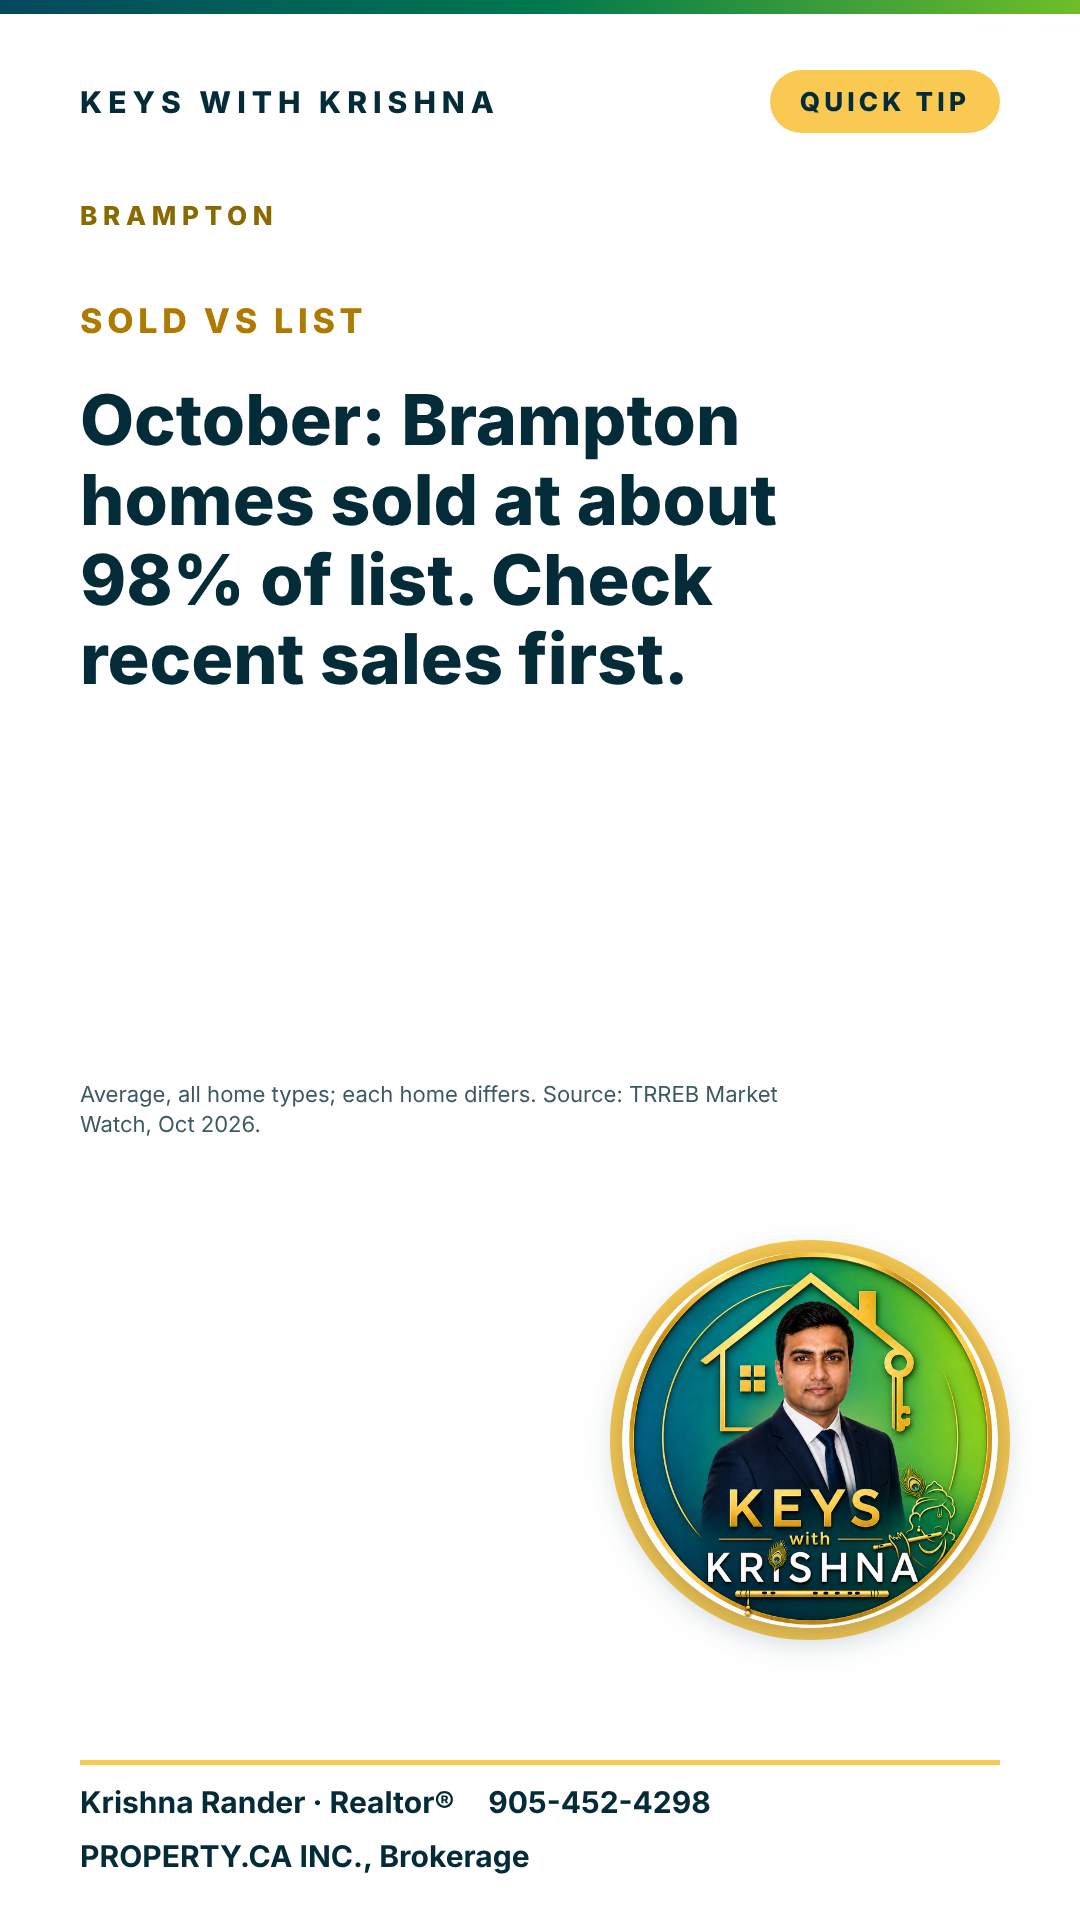 KEYS WITH KRISHNA
QUICK TIP
BRAMPTON
SOLD VS LIST
October: Brampton
homes sold at about
98% of list. Check
recent sales first.
Average, all home types; each home differs. Source: TRREB Market
Watch, Oct 2026.
KEYS
with
KRISHNA
Krishna Rander · Realtor® 905-452-4298
PROPERTY.CA INC., Brokerage